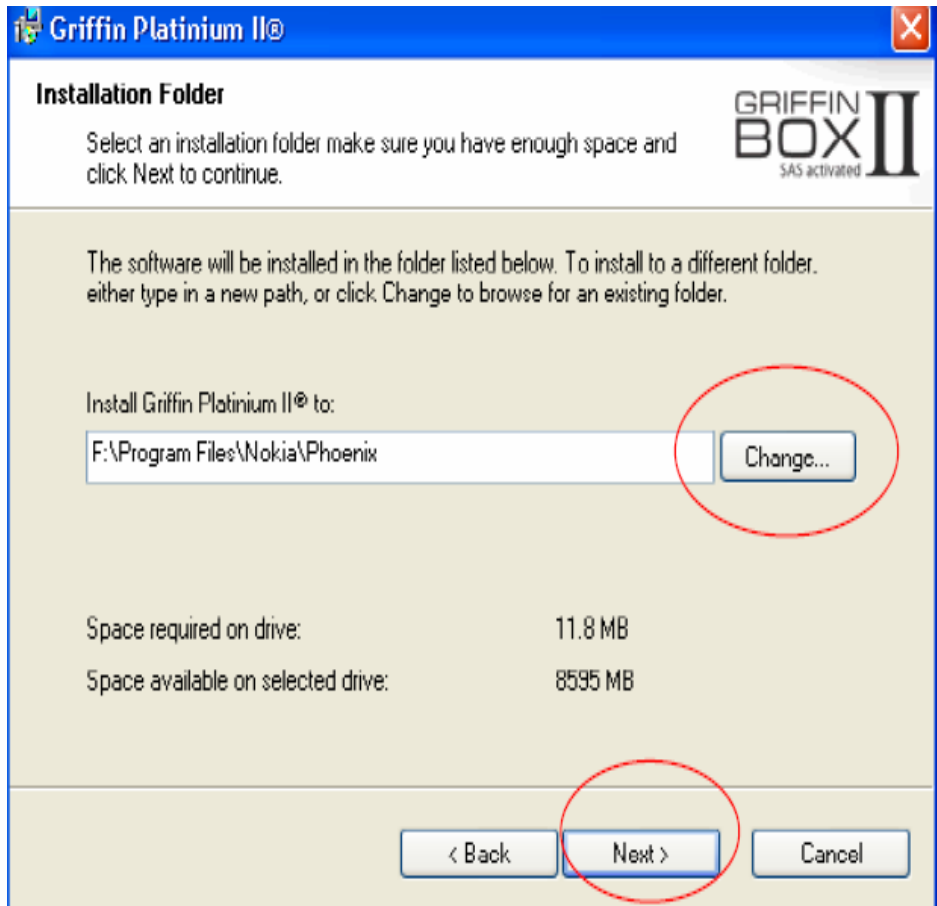 Griffin Platinium II®
Installation Folder
Select an installation folder make sure you have enough space and
click Next to continue.
GRIFFIN
BOX II
SAS activated
The software will be installed in the folder listed below. To install to a different folder,
either type in a new path, or click Change to browse for an existing folder.
Install Griffin Platinium II® to:
F:\Program Files\Nokia\Phoenix
Change...
Space required on drive: 11.8 MB
Space available on selected drive: 8595 MB
< Back Next > Cancel